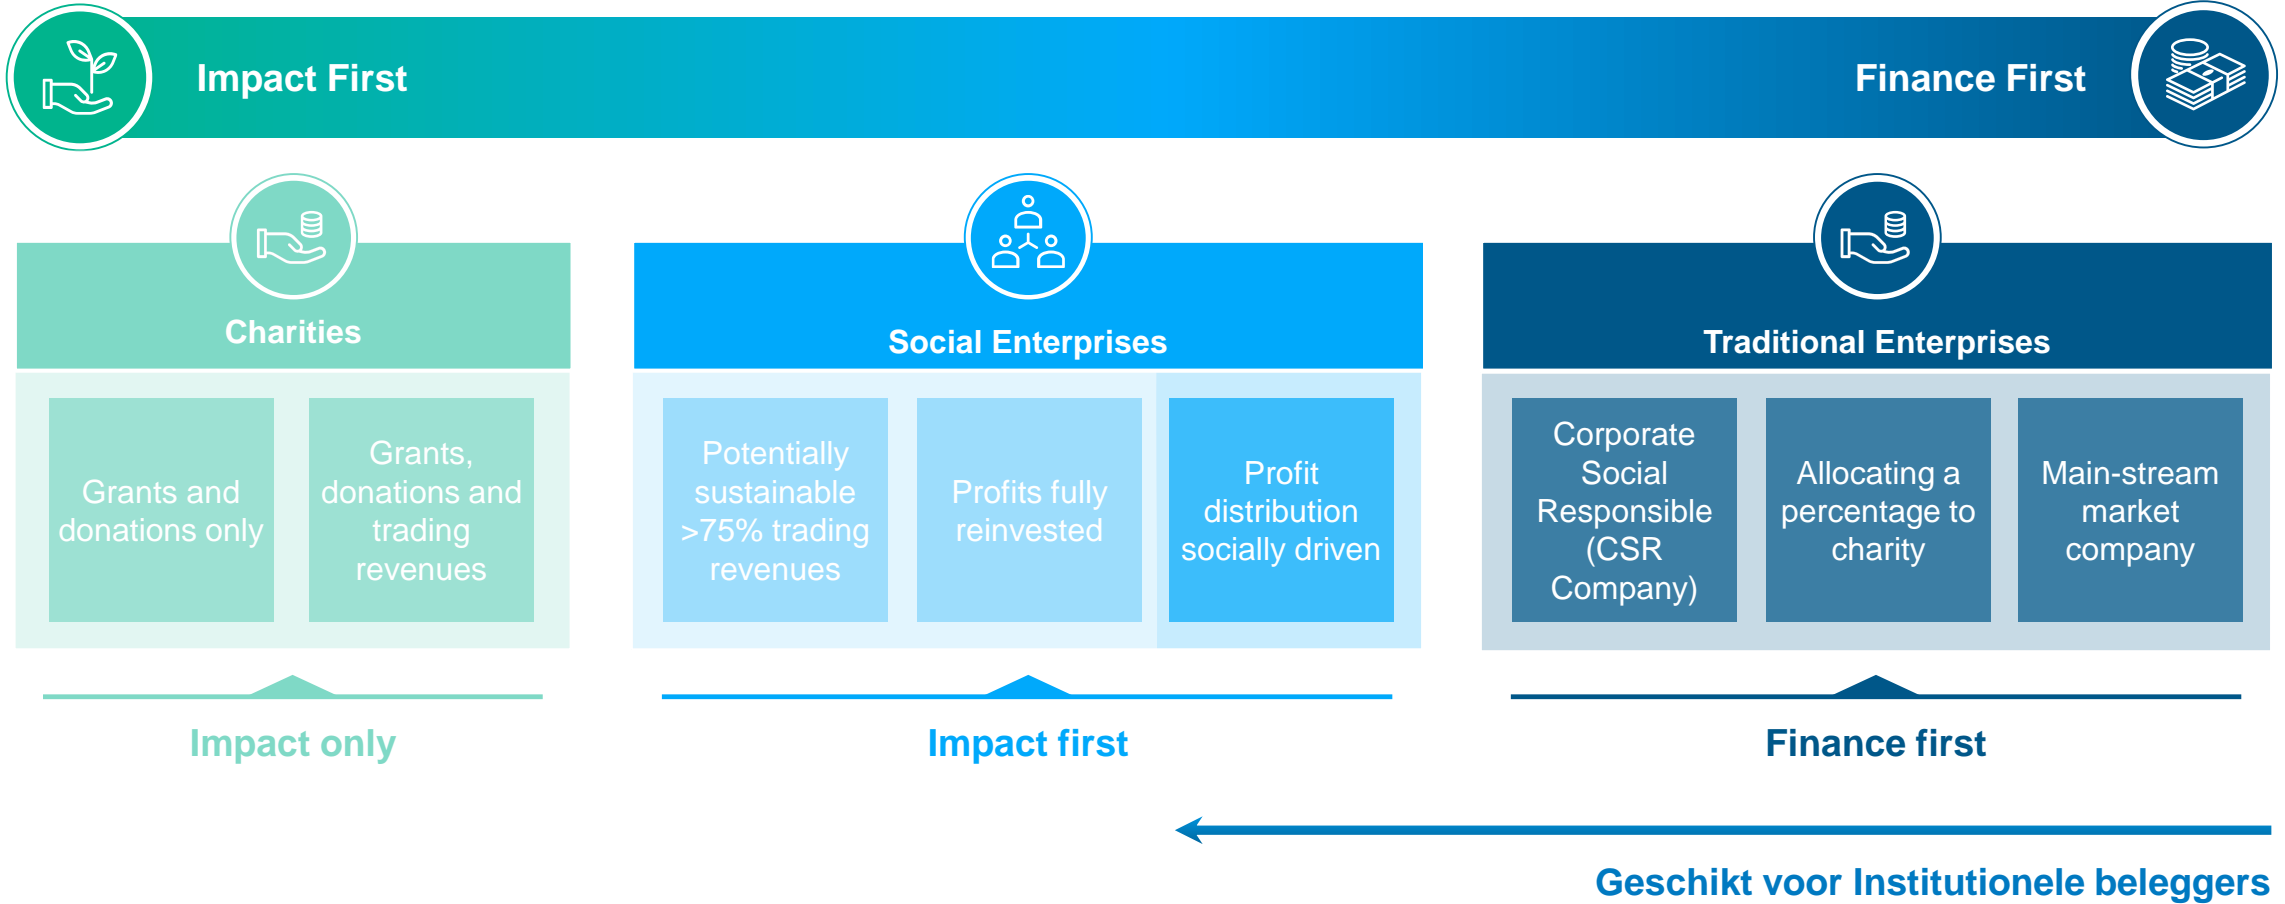 Impact First
Finance First
Charities
Social Enterprises
Traditional Enterprises
Grants and
donations only
Grants,
donations and
trading
revenues
Potentially
sustainable
>75% trading
revenues
Profits fully
reinvested
Profit
distribution
socially driven
Corporate
Social
Responsible
(CSR
Company)
Allocating a
percentage to
charity
Main-stream
market
company
Impact only
Impact first
Finance first
Geschikt voor Institutionele beleggers